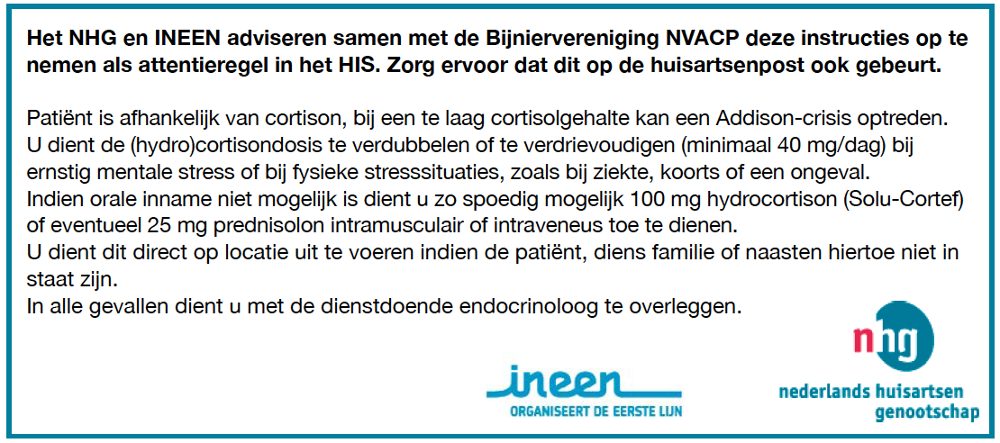 Het NHG en INEEN adviseren samen met de Bijniervereniging NVACP deze instructies op te
nemen als attentieregel in het HIS. Zorg ervoor dat dit op de huisartsenpost ook gebeurt.
Patiënt is afhankelijk van cortison, bij een te laag cortisolgehalte kan een Addison-crisis optreden.
U dient de (hydro)cortisondosis te verdubbelen of te verdrievoudigen (minimaal 40 mg/dag) bij
ernstig mentale stress of bij fysieke stresssituaties, zoals bij ziekte, koorts of een ongeval.
Indien orale inname niet mogelijk is dient u zo spoedig mogelijk 100 mg hydrocortison (Solu-Cortef)
of eventueel 25 mg prednisolon intramusculair of intraveneus toe te dienen.
U dient dit direct op locatie uit te voeren indien de patiënt, diens familie of naasten hiertoe niet in
staat zijn.
In alle gevallen dient u met de dienstdoende endocrinoloog te overleggen.
ineen
ORGANISEERT DE EERSTE LIJN
nhg
nederlands huisartsen
genootschap